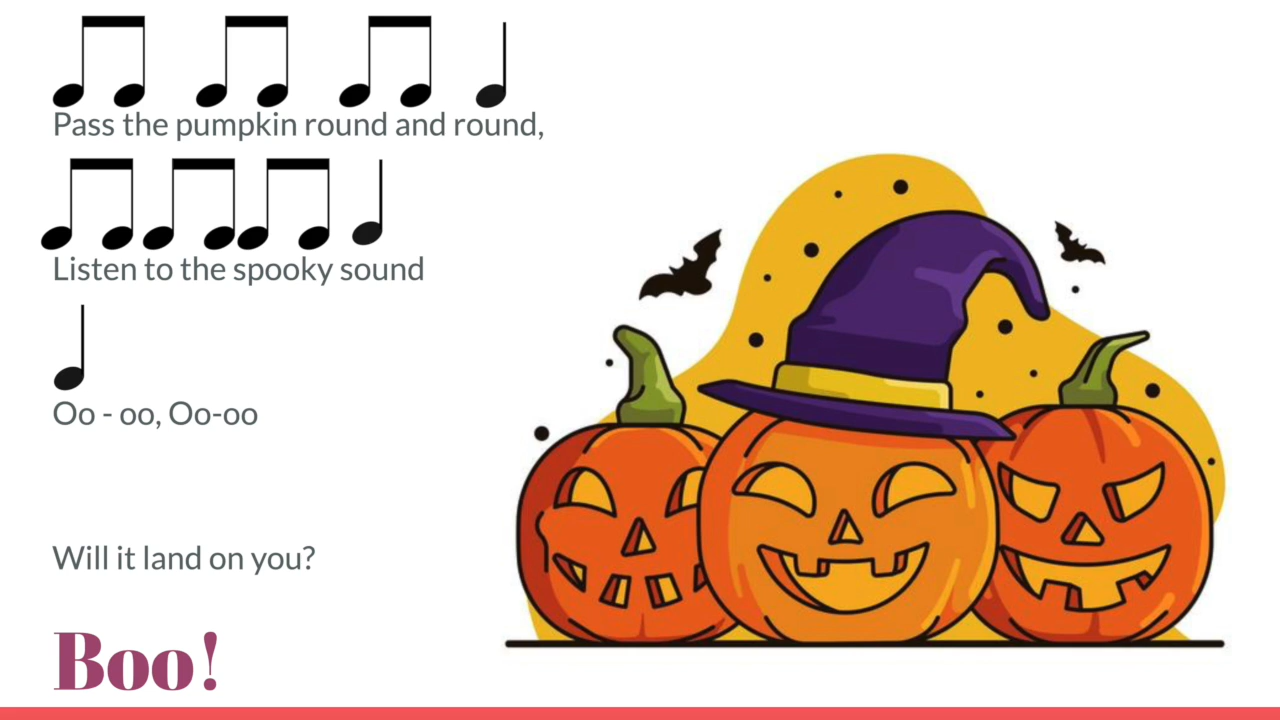 Pass the pumpkin round and round,
Listen to the spooky sound
Oo - oo, Oo-oo
Will it land on you?
Boo!